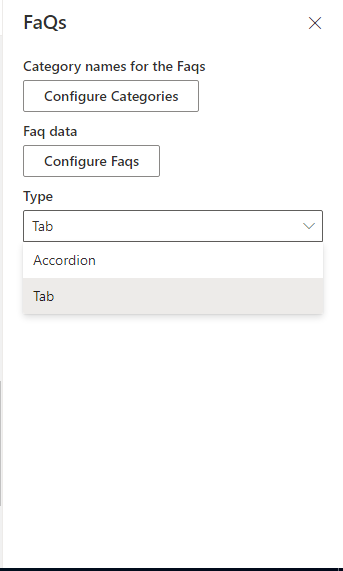 FaQs
Category names for the Faqs
Configure Categories
Faq data
Configure Faqs
Type
Tab
Accordion
Tab